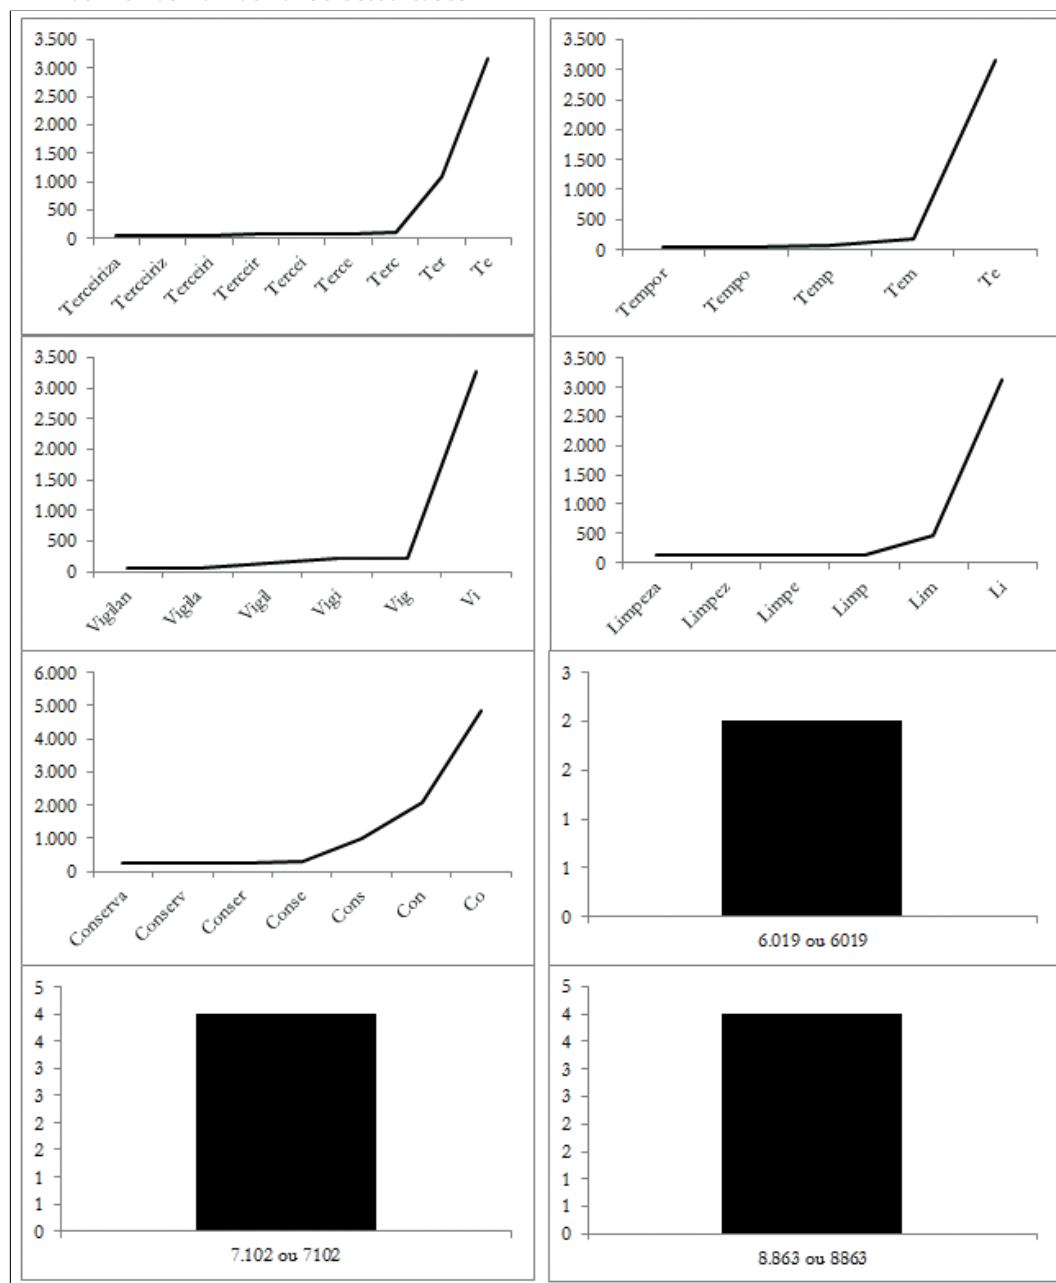 3.500
3.000
2.500
2.000
1.500
1.000
500
0
Terceiriza
Terceiriz
Terceiri
Terceir
Tercei
Terce
Terc
Ter
Te
3.500
3.000
2.500
2.000
1.500
1.000
500
0
Tempor
Tempo
Temp
Tem
Te
3.500
3.000
2.500
2.000
1.500
1.000
500
0
Vigilan
Vigila
Vigil
Vigi
Vig
Vi
3.500
3.000
2.500
2.000
1.500
1.000
500
0
Limpeza
Limpez
Limpe
Limp
Lim
Li
6.000
5.000
4.000
3.000
2.000
1.000
0
Conserva
Conserv
Conser
Conse
Cons
Con
Co
3
2
2
1
1
0
6.019 ou 6019
5
4
4
3
3
2
2
1
1
0
7.102 ou 7102
5
4
4
3
3
2
2
1
1
0
8.863 ou 8863